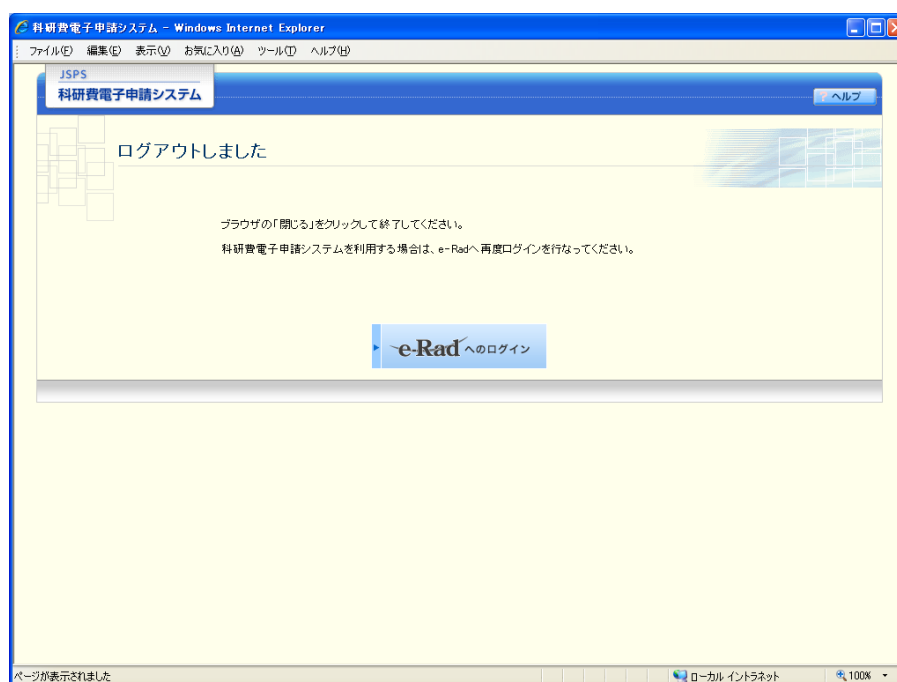 科研費電子申請システム - Windows Internet Explorer
ファイル(F) 編集(E) 表示(V) お気に入り(A) ツール(T) ヘルプ(H)
JSPS
科研費電子申請システム
? ヘルプ
ログアウトしました
ブラウザの「閉じる」をクリックして終了してください。
科研費電子申請システムを利用する場合は、e-Radへ再度ログインを行なってください。
e-Radへのログイン
ページが表示されました ローカル イントラネット 100%